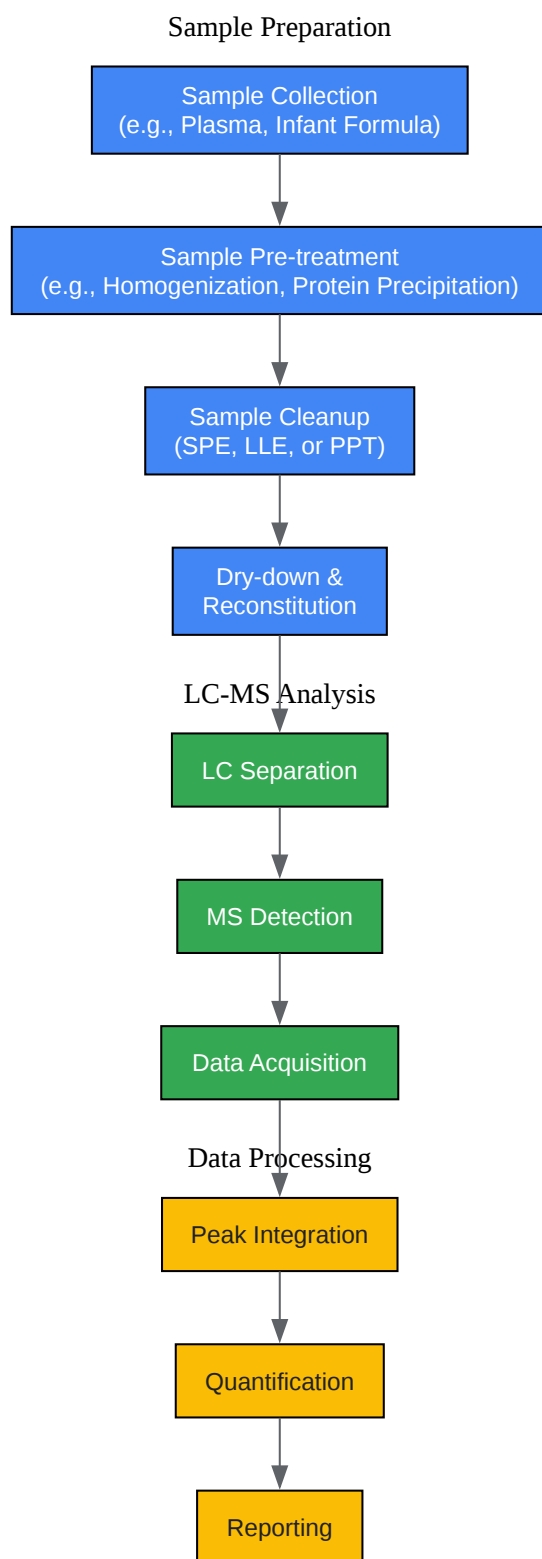 Sample Preparation
Sample Collection
(e.g., Plasma, Infant Formula)
Sample Pre-treatment
(e.g., Homogenization, Protein Precipitation)
Sample Cleanup
(SPE, LLE, or PPT)
Dry-down &
Reconstitution
LC-MS Analysis
LC Separation
MS Detection
Data Acquisition
Data Processing
Peak Integration
Quantification
Reporting